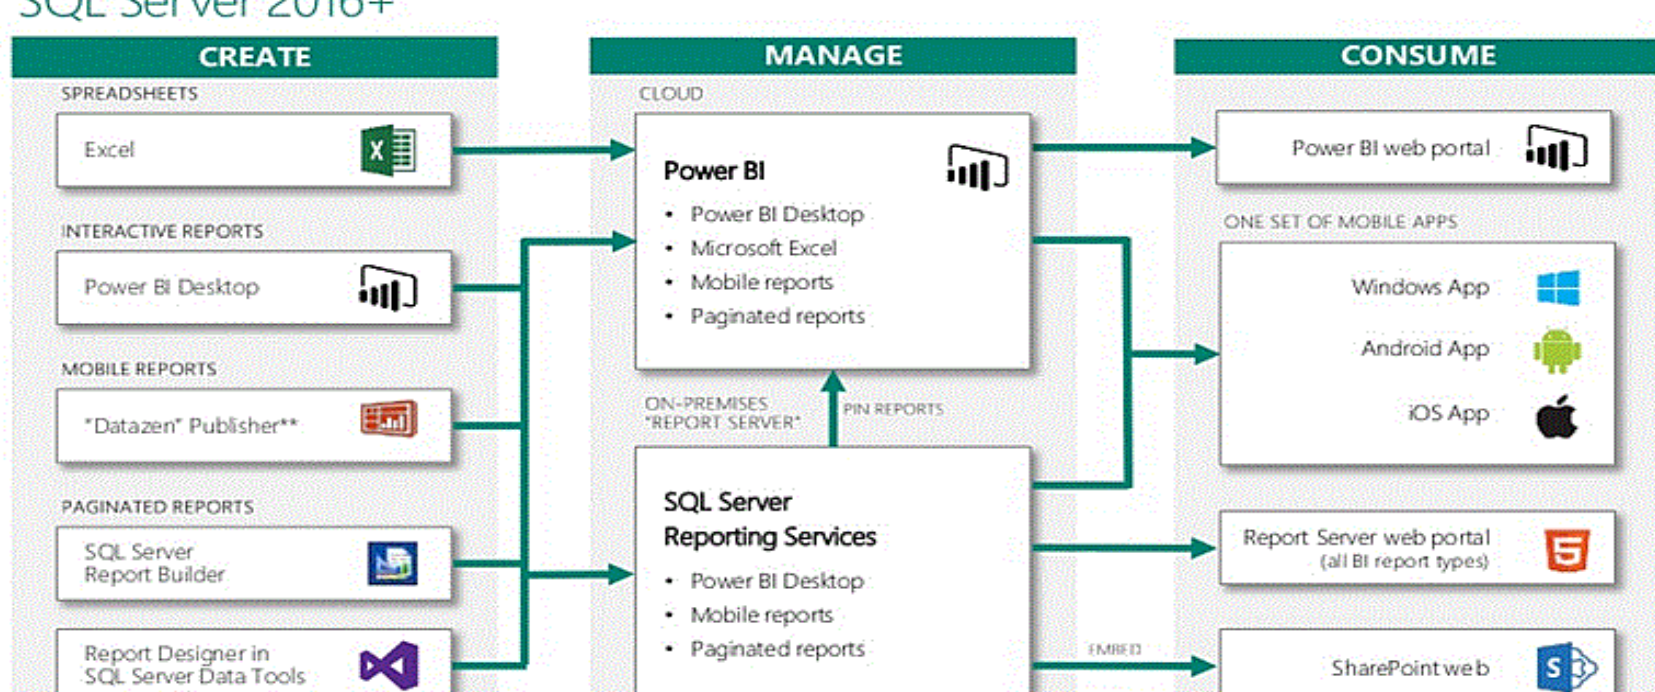 SQL Server 2016+
CREATE
SPREADSHEETS
Excel
INTERACTIVE REPORTS
Power BI Desktop
MOBILE REPORTS
"Datazen" Publisher**
PAGINATED REPORTS
SQL Server
Report Builder
Report Designer in
SQL Server Data Tools
MANAGE
CLOUD
Power BI
• Power BI Desktop
• Microsoft Excel
• Mobile reports
• Paginated reports
ON-PREMISES
"REPORT SERVER"
PIN REPORTS
SQL Server
Reporting Services
• Power BI Desktop
• Mobile reports
• Paginated reports
EMBED
CONSUME
Power BI web portal
ONE SET OF MOBILE APPS
Windows App
Android App
iOS App
Report Server web portal
(all BI report types)
SharePoint web